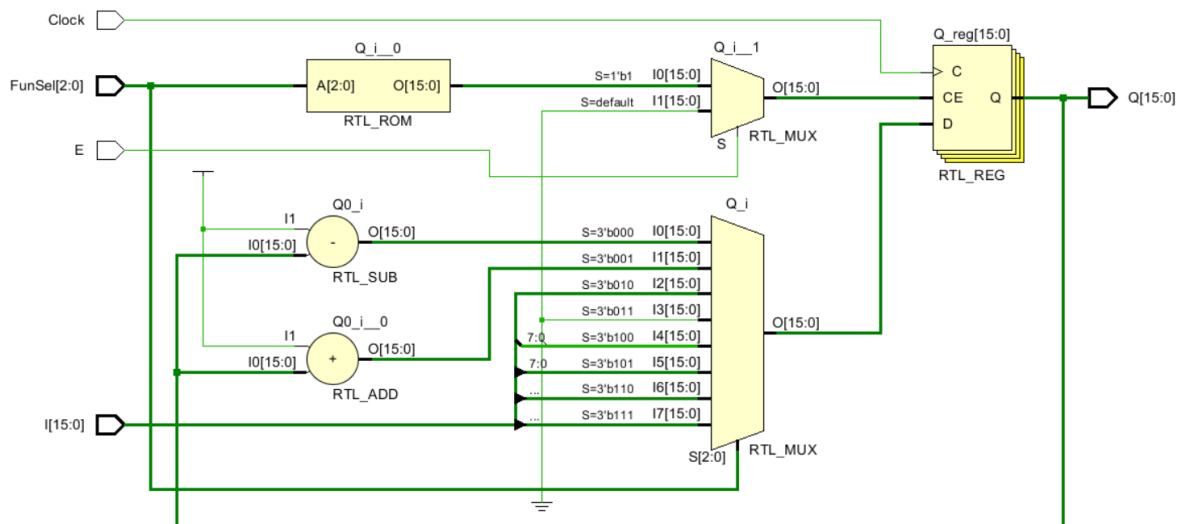 Clock
FunSel[2:0]
E
I[15:0]
Q_i__0
A[2:0] O[15:0]
RTL_ROM
Q0_i
I1
I0[15:0]
-
O[15:0]
RTL_SUB
Q0_i__0
I1
I0[15:0]
+
O[15:0]
RTL_ADD
Q_i__1
S=1'b1 I0[15:0]
S=default I1[15:0]
O[15:0]
S
RTL_MUX
Q_i
S=3'b000 I0[15:0]
S=3'b001 I1[15:0]
S=3'b010 I2[15:0]
S=3'b011 I3[15:0]
7:0 S=3'b100 I4[15:0]
7:0 S=3'b101 I5[15:0]
... S=3'b110 I6[15:0]
... S=3'b111 I7[15:0]
O[15:0]
S[2:0]
RTL_MUX
Q_reg[15:0]
C
CE Q
D
RTL_REG
Q[15:0]